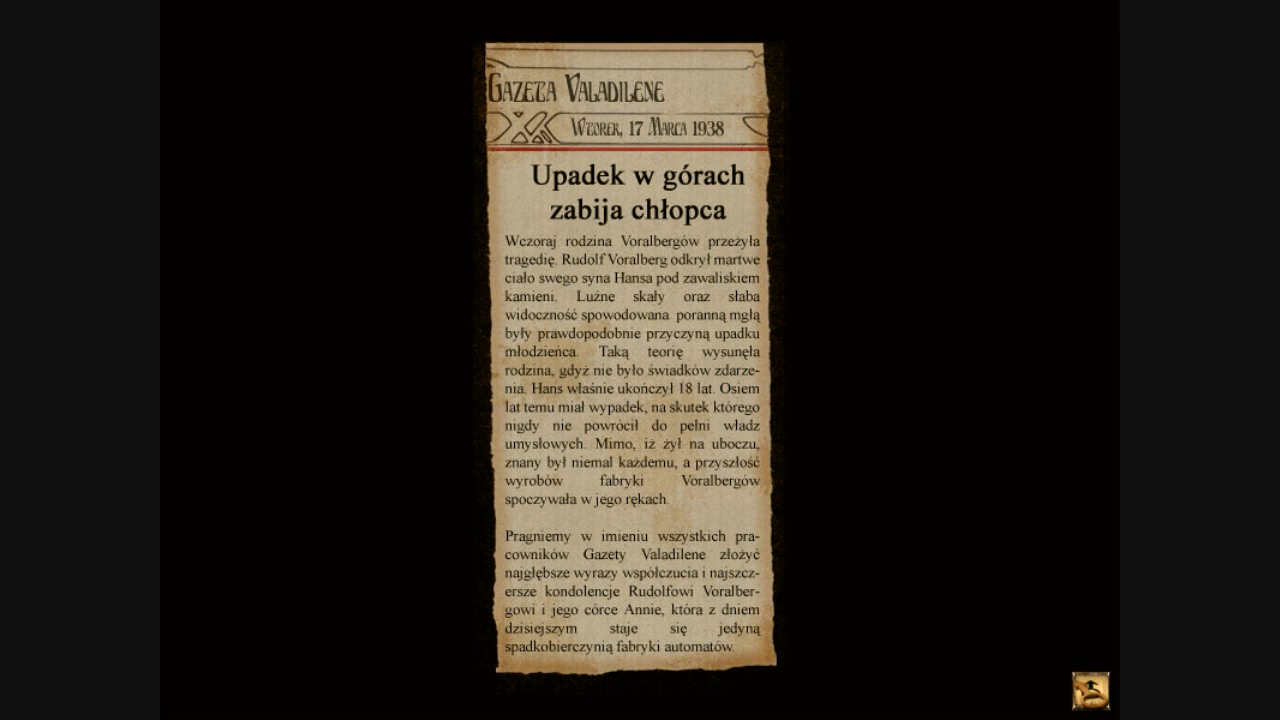 Gazeta Valadilene
Wtorek, 17 Marca 1938
Upadek w górach
zabija chłopca
Wczoraj rodzina Voralbergów przeżyła
tragedię. Rudolf Voralberg odkrył martwe
ciało swego syna Hansa pod zawaliskiem
kamieni. Luźne skały oraz słaba
widoczność spowodowana poranną mgłą
były prawdopodobnie przyczyną upadku
młodzieńca. Taką teorię wysunęła
rodzina, gdyż nie było świadków zdarze-
nia. Hans właśnie ukończył 18 lat. Osiem
lat temu miał wypadek, na skutek którego
nigdy nie powrócił do pełni władz
umysłowych. Mimo, iż żył na uboczu,
znany był niemal każdemu, a przyszłość
wyrobów fabryki Voralbergów
spoczywała w jego rękach.
Pragniemy w imieniu wszystkich pra-
cowników Gazety Valadilene złożyć
najgłębsze wyrazy współczucia i najszcz-
ersze kondolencje Rudolfowi Voralber-
gowi i jego córce Annie, która z dniem
dzisiejszym staje się jedyną
spadkobierczynią fabryki automatów.